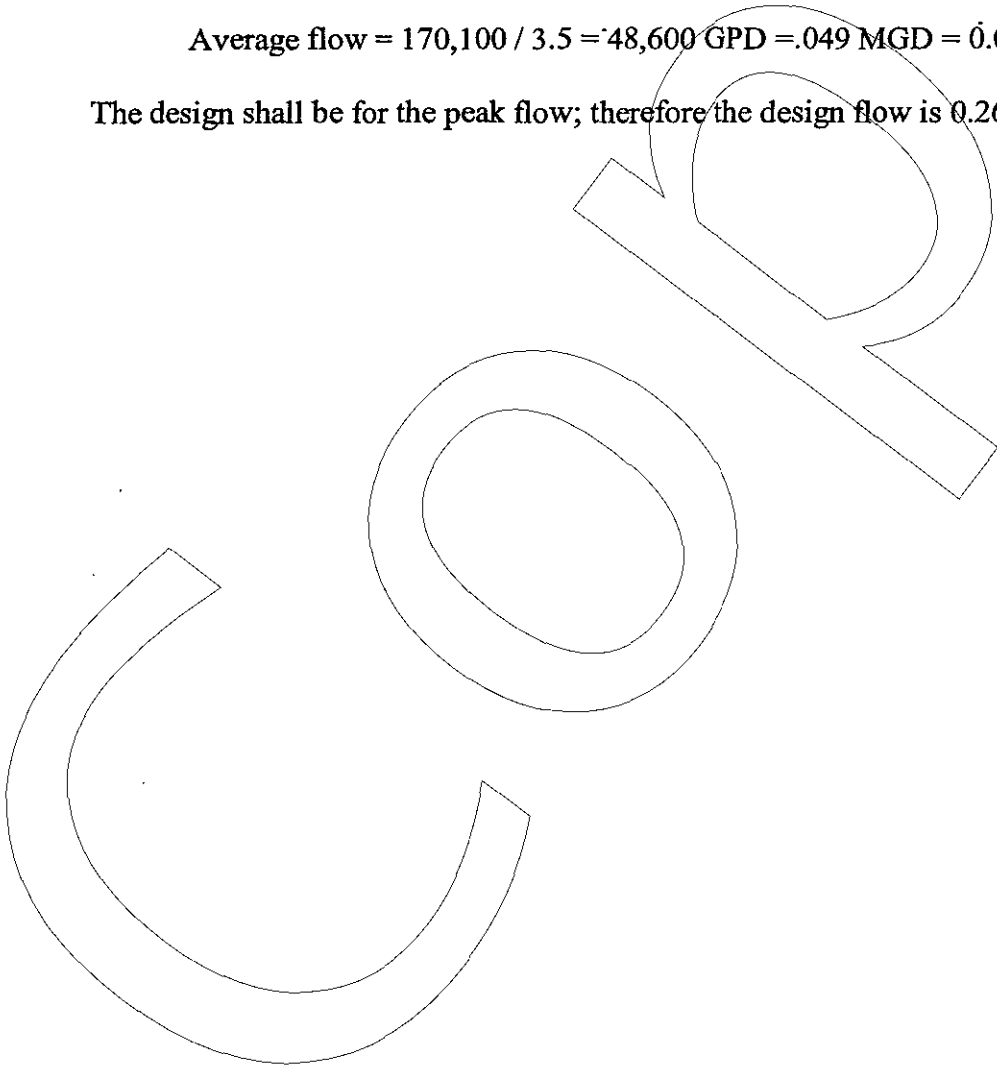 Average flow = 170,100 / 3.5 = 48,600 GPD =.049 MGD =
The design shall be for the peak flow; therefore the design flow is
Cop